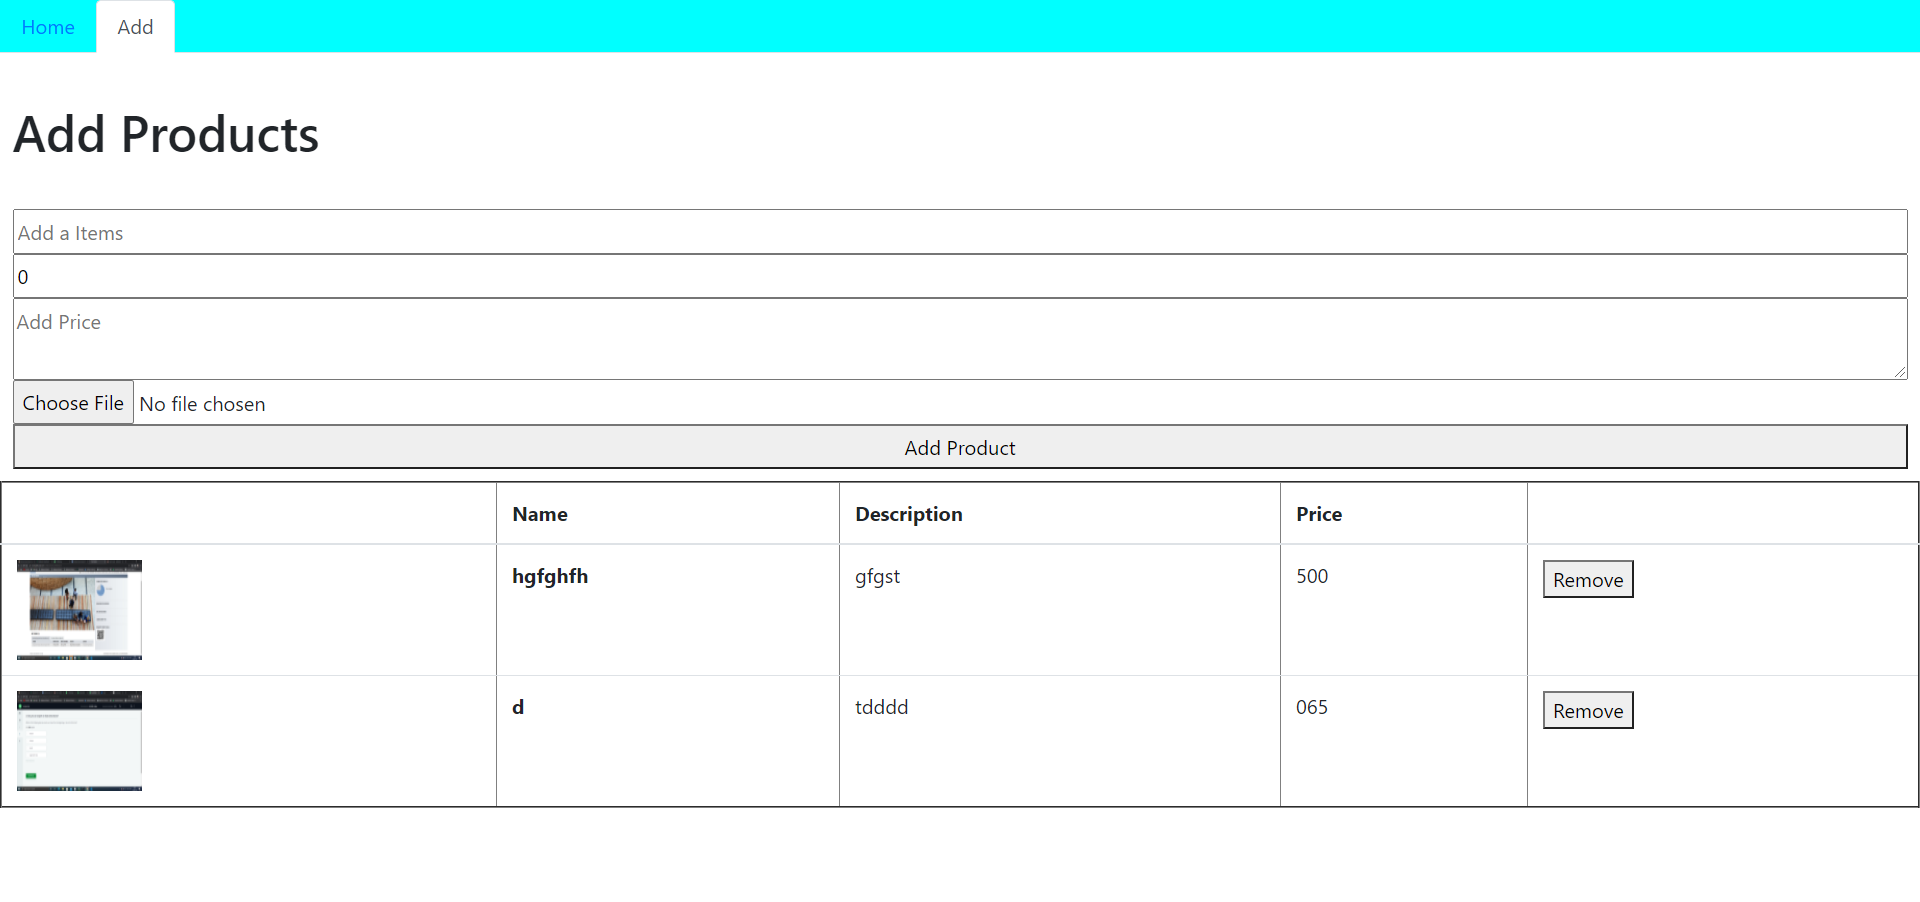 Home Add
Add Products
Add a Items
0
Add Price
Choose File No file chosen
Add Product
Name Description Price
hgfghfh gfgst 500 Remove
d tdddd 065 Remove